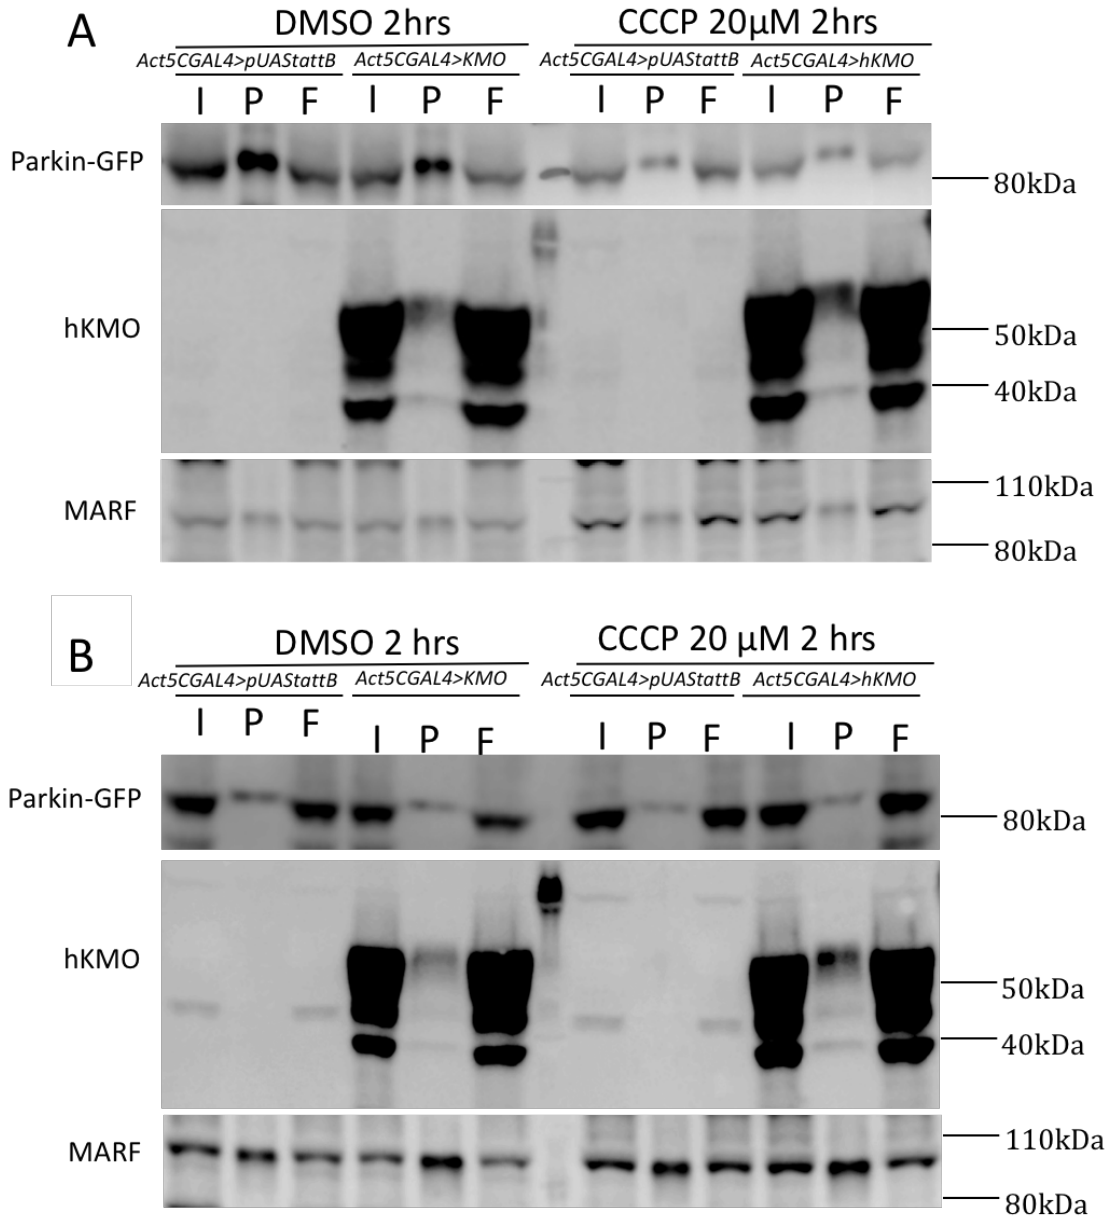 A
DMSO 2hrs CCCP 20µM 2hrs
Act5CGAL4>pUAStattB Act5CGAL4>KMO Act5CGAL4>pUAStattB Act5CGAL4>hKMO
I P F I P F I P F I P F
Parkin-GFP
80kDa
hKMO
50kDa
40kDa
MARF
110kDa
80kDa
B
DMSO 2 hrs CCCP 20 µM 2 hrs
Act5CGAL4>pUAStattB Act5CGAL4>KMO Act5CGAL4>pUAStattB Act5CGAL4>hKMO
I P F I P F I P F I P F
Parkin-GFP
80kDa
hKMO
50kDa
40kDa
MARF
110kDa
80kDa